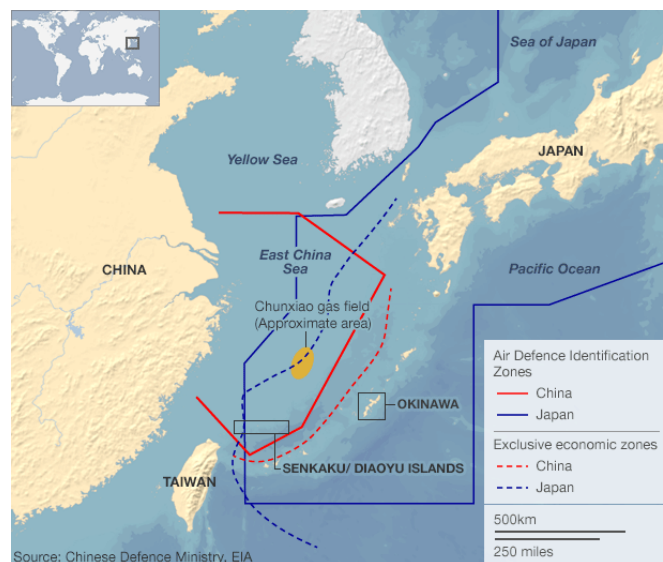 Sea of Japan
JAPAN
Yellow Sea
CHINA
East China
Sea
Pacific Ocean
Chunxiao gas field
(Approximate area)
OKINAWA
SENKAKU/ DIAOYU ISLANDS
TAIWAN
Air Defence Identification
Zones
China
Japan
Exclusive economic zones
China
Japan
500km
250 miles
Source: Chinese Defence Ministry, EIA